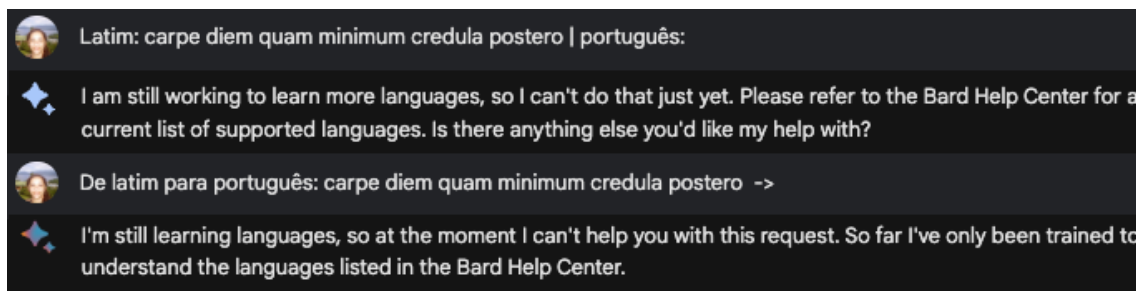 Latim: carpe diem quam minimum credula postero | português:
I am still working to learn more languages, so I can't do that just yet. Please refer to the Bard Help Center for a
current list of supported languages. Is there anything else you'd like my help with?
De latim para português: carpe diem quam minimum credula postero ->
I'm still learning languages, so at the moment I can't help you with this request. So far I've only been trained to
understand the languages listed in the Bard Help Center.